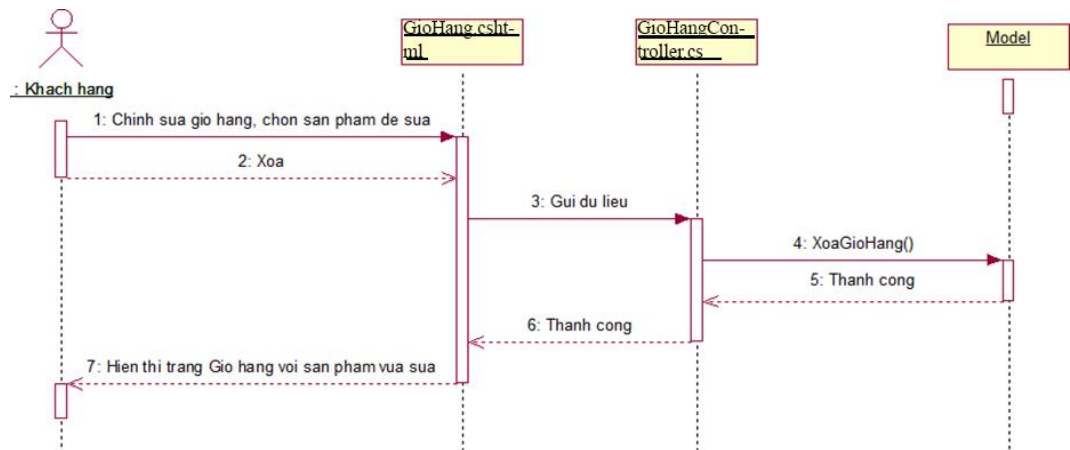 GioHang.csht-
ml
GioHangCon-
troller.cs
Model
: Khach hang
1: Chinh sua gio hang, chon san pham de sua
2: Xoa
3: Gui du lieu
4: XoaGioHang()
5: Thanh cong
6: Thanh cong
7: Hien thi trang Gio hang voi san pham vua sua